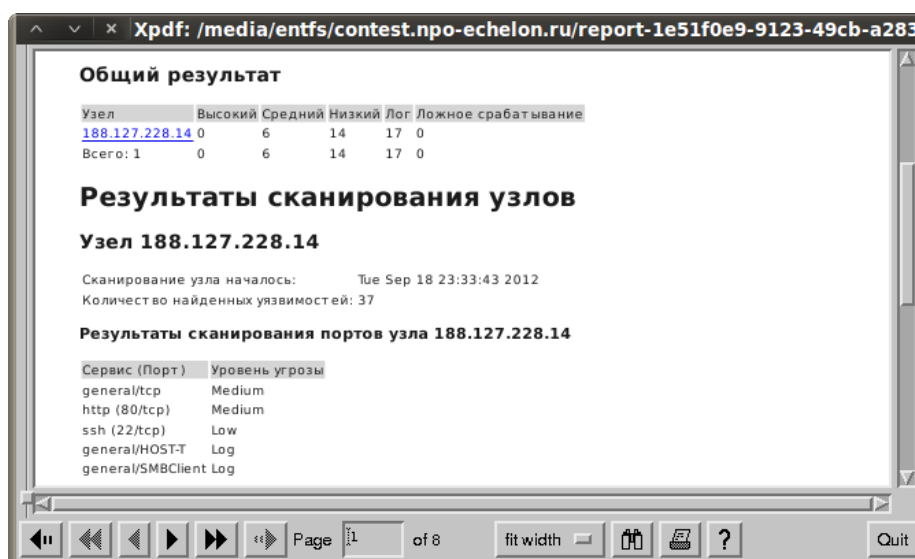 Xpdf: /media/entfs/contest.npo-echelon.ru/report-1e51f0e9-9123-49cb-a283
Общий результат
Узел Высокий Средний Низкий Лог Ложное срабатывание
188.127.228.14 0 6 14 17 0
Всего: 1 0 6 14 17 0
Результаты сканирования узлов
Узел 188.127.228.14
Сканирование узла началось: Tue Sep 18 23:33:43 2012
Количество найденных уязвимостей: 37
Результаты сканирования портов узла 188.127.228.14
Сервис (Порт) Уровень угрозы
general/tcp Medium
http (80/tcp) Medium
ssh (22/tcp) Low
general/HOST-T Log
general/SMBClient Log
Page 1 of 8 fit width ? Quit